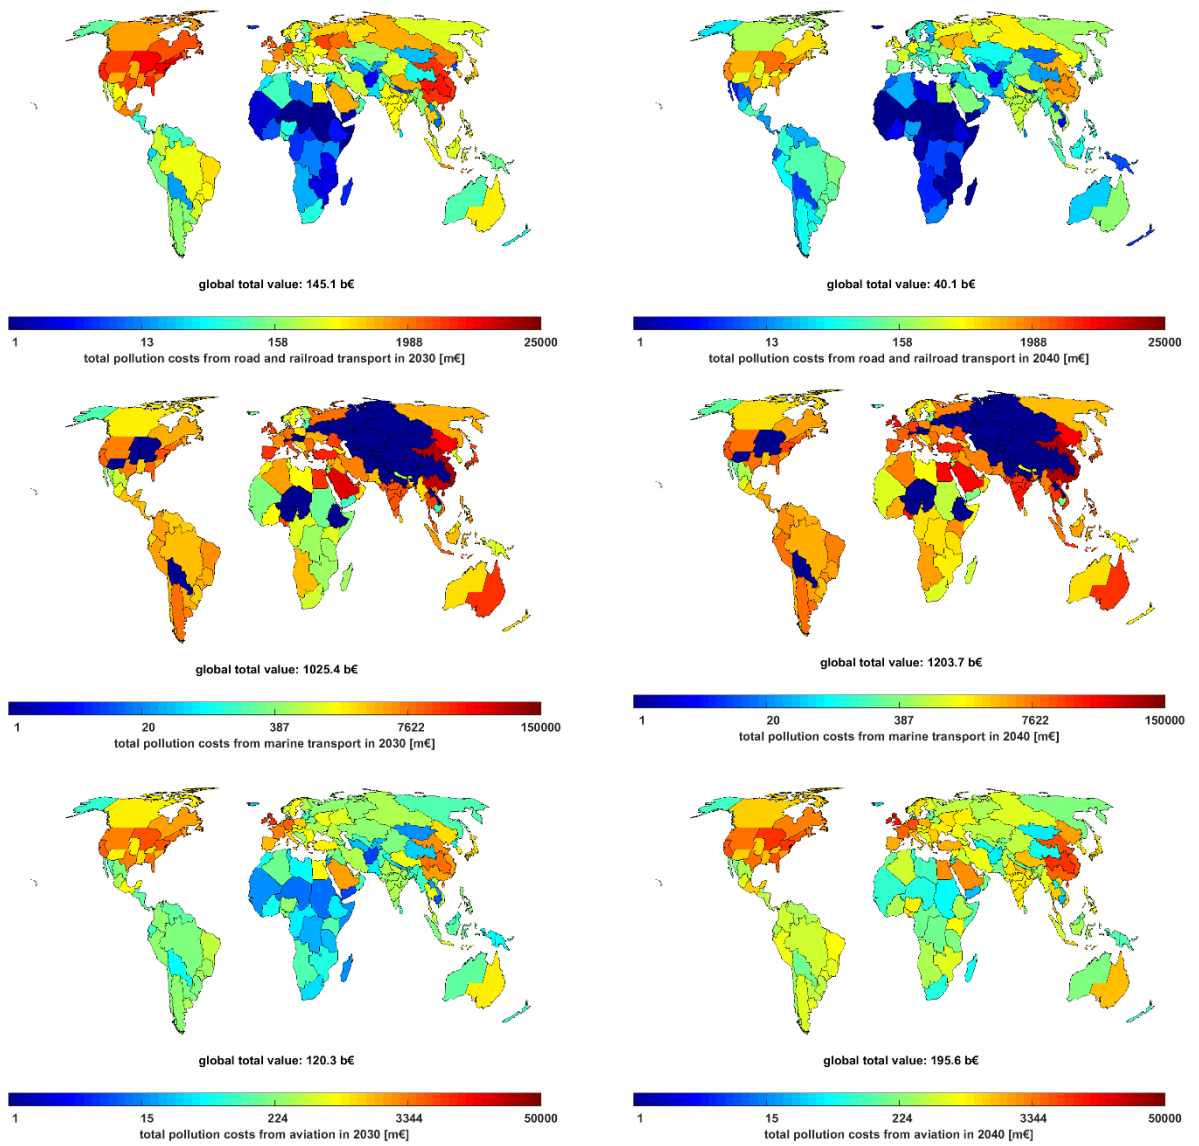 global total value: 145.1 b€
1 13 158 1988 25000
total pollution costs from road and railroad transport in 2030 [m€]
global total value: 40.1 b€
1 13 158 1988 25000
total pollution costs from road and railroad transport in 2040 [m€]
global total value: 1025.4 b€
1 20 387 7622 150000
total pollution costs from marine transport in 2030 [m€]
global total value: 1203.7 b€
1 20 387 7622 150000
total pollution costs from marine transport in 2040 [m€]
global total value: 120.3 b€
1 15 224 3344 50000
total pollution costs from aviation in 2030 [m€]
global total value: 195.6 b€
1 15 224 3344 50000
total pollution costs from aviation in 2040 [m€]